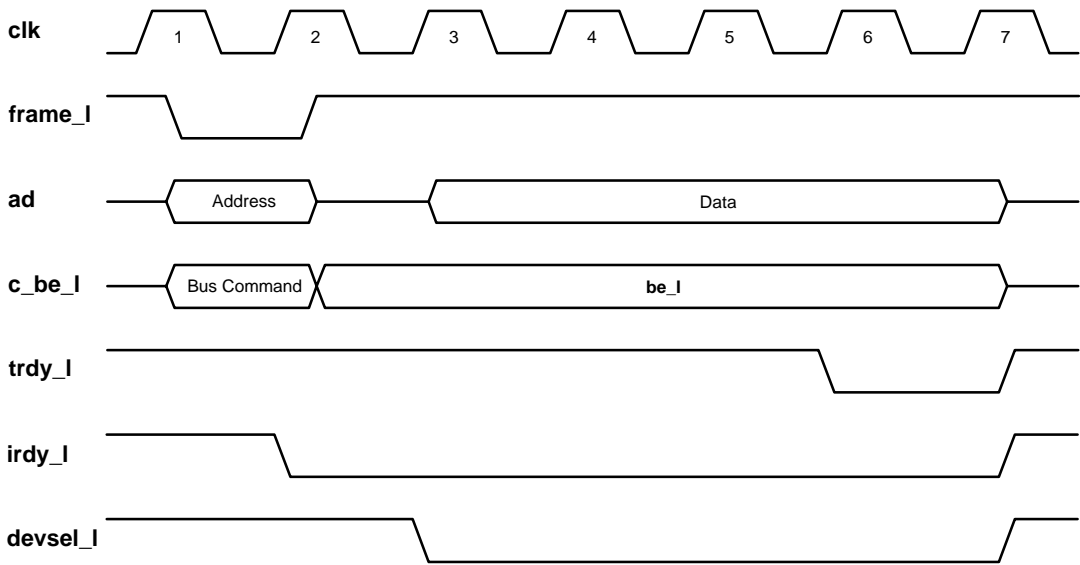 clk 1 2 3 4 5 6 7
frame_l
ad Address Data
c_be_l Bus Command be_l
trdy_l
irdy_l
devsel_l